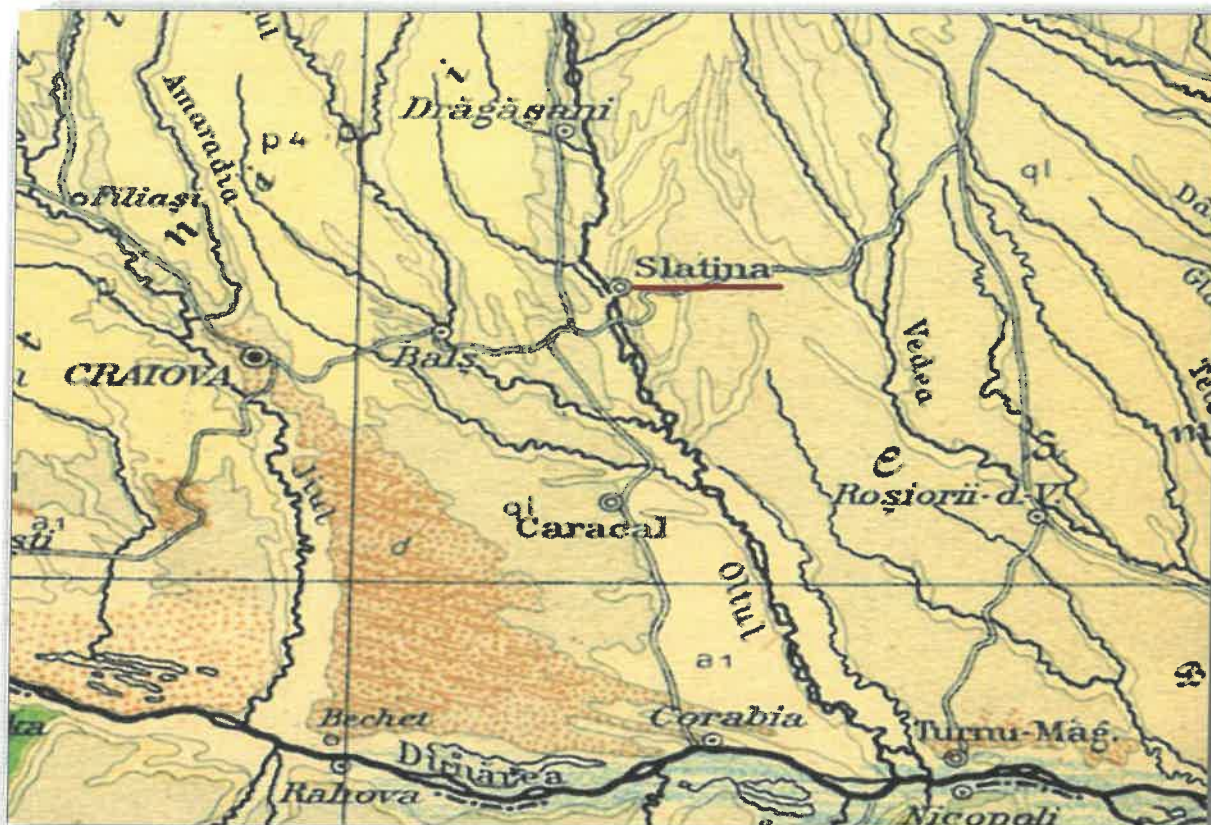 Drăgășani
Amaradia
p4
ql
Filiași
Slatina
Vedea
Balș
CRAIOVA
Jiul
e
Roșiorii-d-V.
ql
Caracal
a1
d
Oltul
a1
Bechet
Corabia
Turnu-Măg.
Dunărea
Rahova
Nicopoli